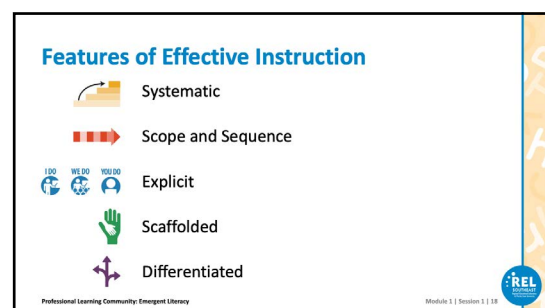 Features of Effective Instruction
Systematic
Scope and Sequence
I DO WE DO YOU DO
Explicit
Scaffolded
Differentiated
Professional Learning Community: Emergent Literacy
Module 1 | Session 1 | 18
REL
SOUTHEAST